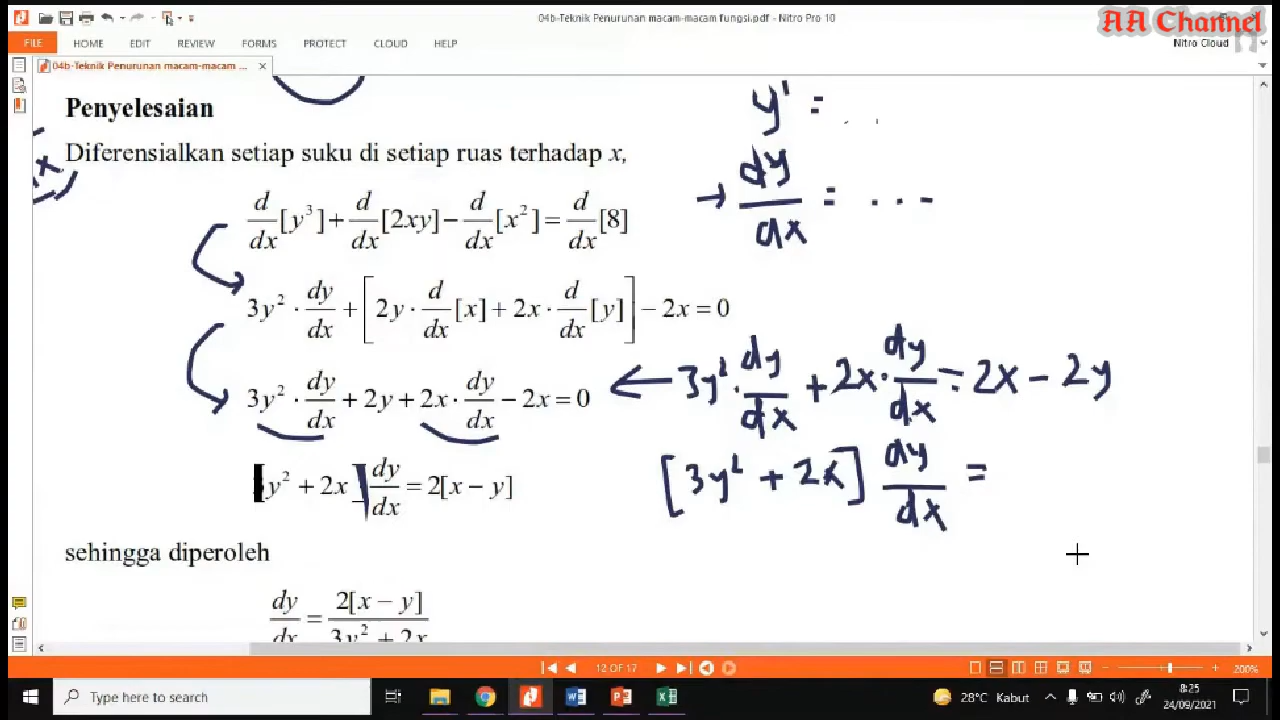 04b-Teknik Penurunan macam-macam fungsi.pdf - Nitro Pro 10
AA Channel
FILE HOME EDIT REVIEW FORMS PROTECT CLOUD HELP
Nitro Cloud
04b-Teknik Penurunan macam-macam ...
Penyelesaian
y' = ...
x
Diferensialkan setiap suku di setiap ruas terhadap x,
→ dy/dx = ...
d/dx [y³] + d/dx [2xy] − d/dx [x²] = d/dx [8]
3y² · dy/dx + [2y · d/dx [x] + 2x · d/dx [y]] − 2x = 0
3y² · dy/dx + 2y + 2x · dy/dx − 2x = 0
← 3y² · dy/dx + 2x · dy/dx = 2x − 2y
y² + 2x] dy/dx = 2[x − y]
[3y² + 2x] dy/dx =
sehingga diperoleh
dy/dx = 2[x − y]/3y² + 2x
12 OF 17
200%
Type here to search
28°C Kabut
8:25
24/09/2021